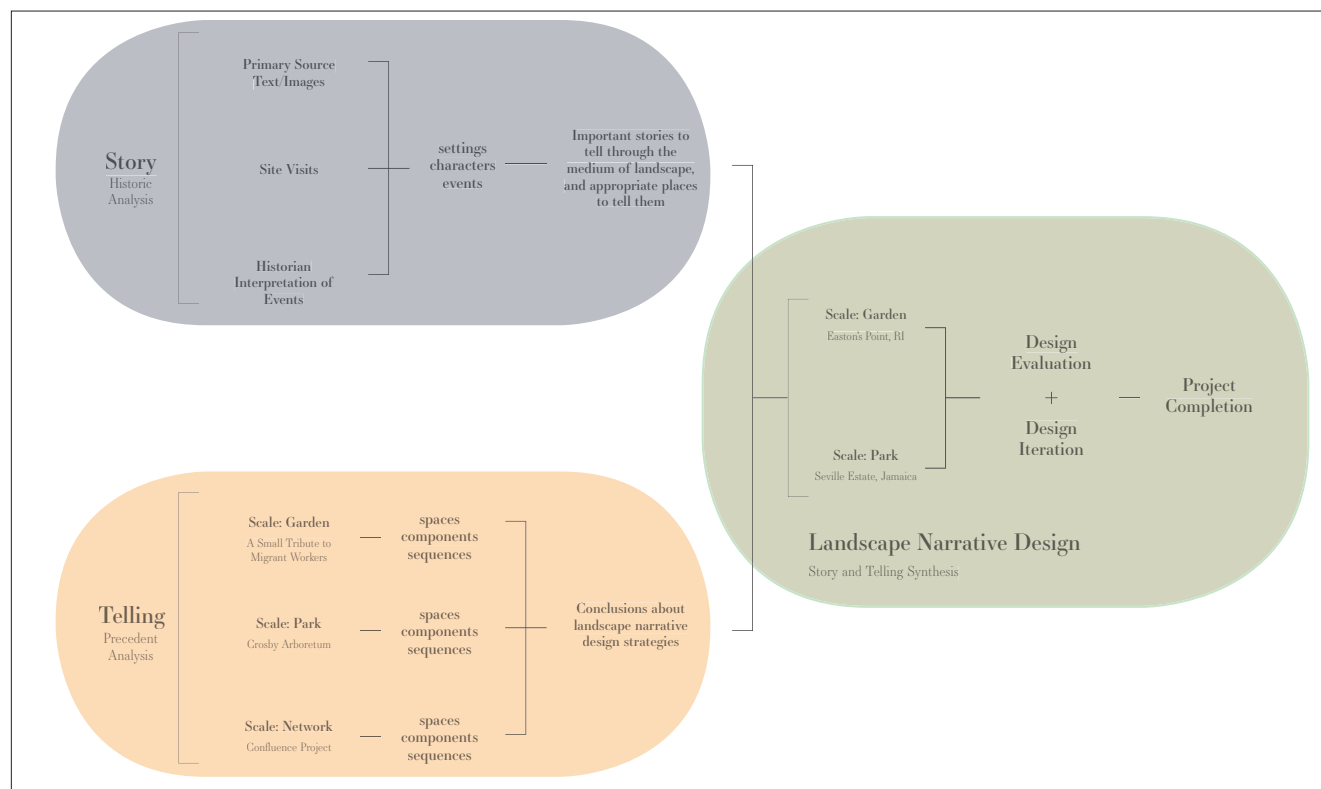 Story
Historic
Analysis
Primary Source
Text/Images
Site Visits
Historian
Interpretation of
Events
settings
characters
events
Important stories to
tell through the
medium of landscape,
and appropriate places
to tell them
Telling
Precedent
Analysis
Scale: Garden
A Small Tribute to
Migrant Workers
spaces
components
sequences
Scale: Park
Crosby Arboretum
spaces
components
sequences
Scale: Network
Confluence Project
spaces
components
sequences
Conclusions about
landscape narrative
design strategies
Scale: Garden
Easton's Point, RI
Scale: Park
Seville Estate, Jamaica
Design
Evaluation
+
Design
Iteration
Project
Completion
Landscape Narrative Design
Story and Telling Synthesis